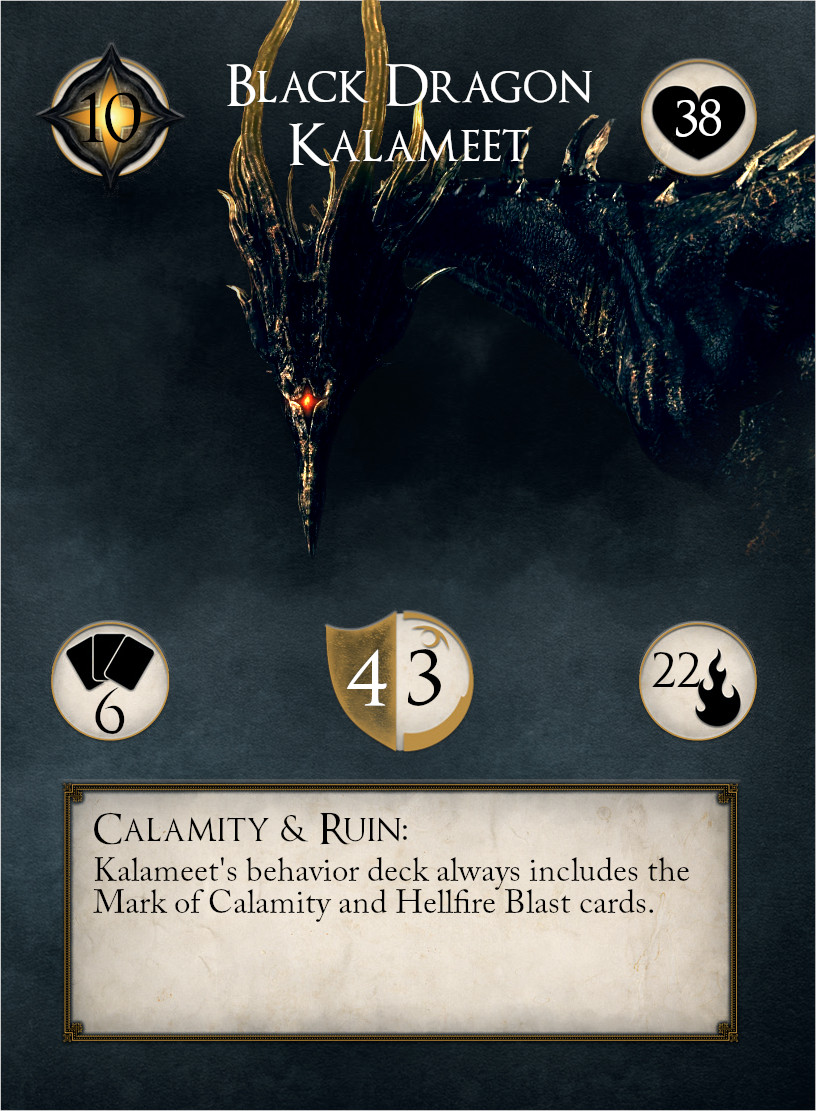 Black Dragon
Kalameet
10
38
6
4 3
22
Calamity & Ruin:
Kalameet's behavior deck always includes the
Mark of Calamity and Hellfire Blast cards.